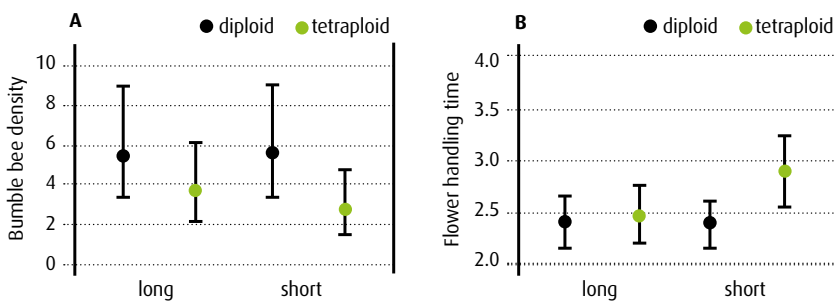 A
diploid tetraploid
Bumble bee density
10
8
6
4
2
0
long short
B
diploid tetraploid
Flower handling time
4.0
3.5
3.0
2.5
2.0
long short